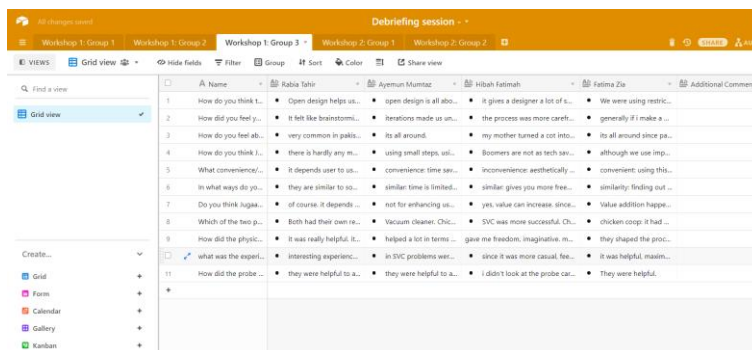 All changes saved
Debriefing session
Workshop 1: Group 1 Workshop 1: Group 2 Workshop 1: Group 3 Workshop 2: Group 1 Workshop 2: Group 2 SHARE
VIEWS Grid view Hide fields Filter Group Sort Color Share view
Find a view
Grid view
Name Rabia Tahir Ayemun Mumtaz Hibah Fatimah Fatima Zia Additional Commen
1 How do you think t... Open design helps us... open design is all abo... it gives a designer a lot of s... We were using restric...
2 How did you feel y... It felt like brainstormi... iterations made us un... the process was more carefr... generally if i make a ...
3 How do you feel ab... very common in pakis... its all around. my mother turned a cot into... its all around since pa...
4 How do you think J... there is hardly any m... using small steps, usi... Boomers are not as tech sav... although we use imp...
5 What convenience/... it depends user to us... convenience: time sav... inconvenience: aesthetically ... convenient: using this...
6 In what ways do yo... they are similar to so... similar: time is limited... similar: gives you more free... similarity: finding out ...
7 Do you think Jugaa... of course. it depends ... not for enhancing us... yes, value can increase. since... Value addition happe...
8 Which of the two p... Both had their own re... Vacuum cleaner. Chic... SVC was more successful. Ch... chicken coop: it had ...
9 How did the physic... It was really helpful. it... helped a lot in terms ... gave me freedom; imaginative. m... they shaped the proc...
what was the experi... interesting experienc... in SVC problems wer... since it was more casual, fee... it was helpful, maxim...
11 How did the probe ... they were helpful to a... they were helpful to a... i didn't look at the probe car... They were helpful.
Create...
Grid
Form
Calendar
Gallery
Kanban